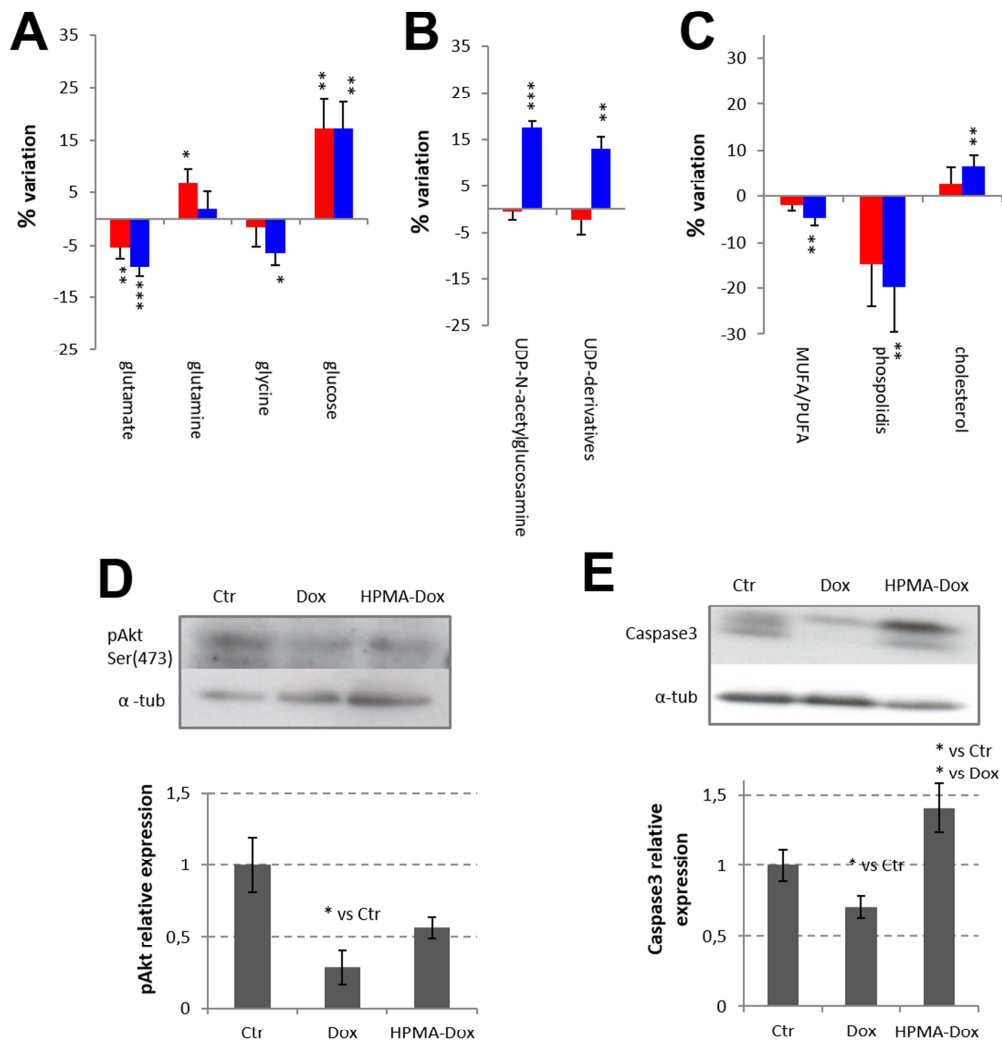 A
35
25
15
5
-5
-15
-25
% variation
**
**
*
**
***
*
glutamate
glutamine
glycine
glucose
B
35
25
15
5
-5
-15
-25
% variation
***
**
UDP-N-acetylglucosamine
UDP-derivatives
C
30
20
10
0
-10
-20
-30
% variation
**
**
**
MUFA/PUFA
phospolidis
cholesterol
D
Ctr Dox HPMA-Dox
pAkt
Ser(473)
α -tub
pAkt relative expression
1,5
1
0,5
0
* vs Ctr
Ctr Dox HPMA-Dox
E
Ctr Dox HPMA-Dox
Caspase3
α-tub
* vs Ctr
* vs Dox
Caspase3 relative
expression
1,5
1
0,5
0
* vs Ctr
Ctr Dox HPMA-Dox